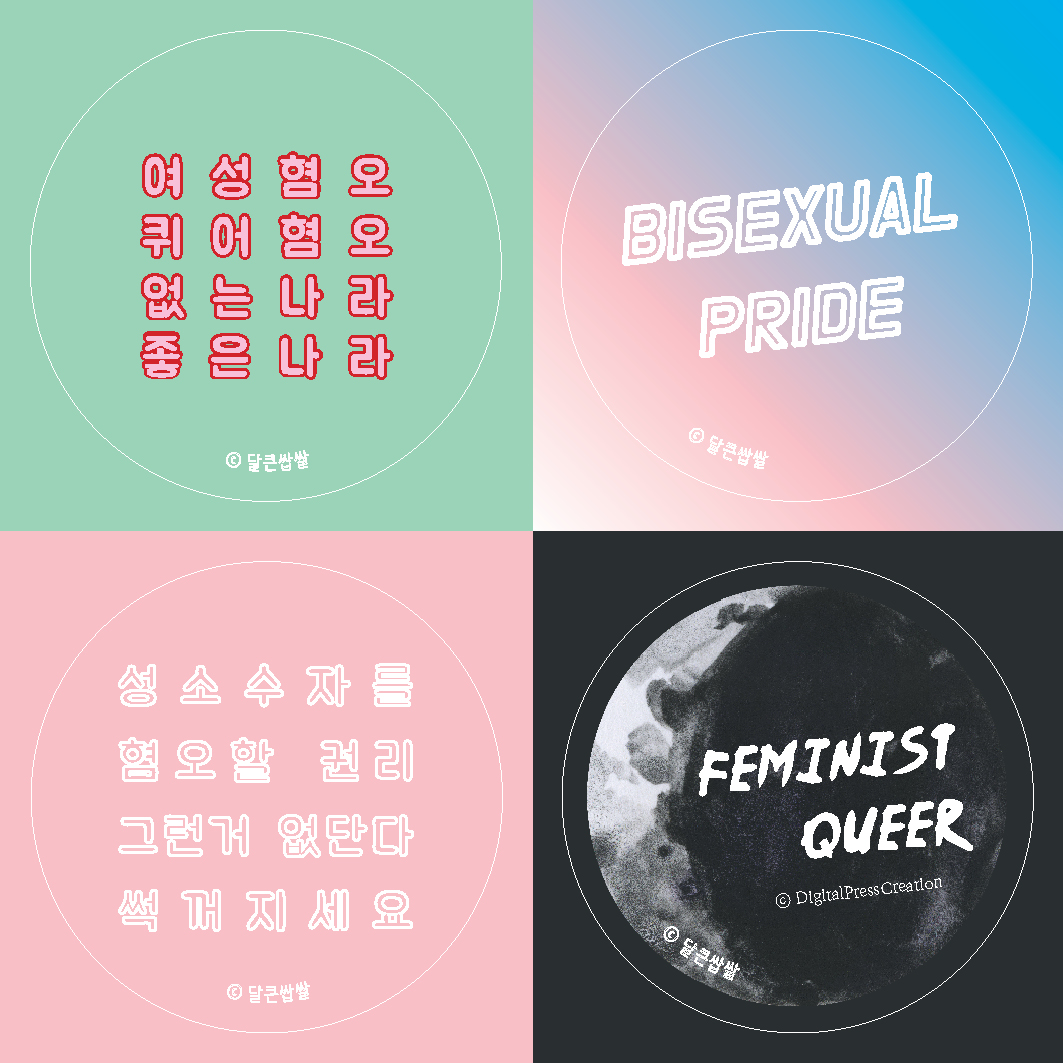 여성혐오
퀴어혐오
없는나라
좋은나라
© 달큰쌉쌀
BISEXUAL
PRIDE
© 달큰쌉쌀
성소수자를
혐오할 권리
그런거 없단다
썩 꺼지세요
© 달큰쌉쌀
FEMINIST
QUEER
© DigitalPressCreation
© 달큰쌉쌀